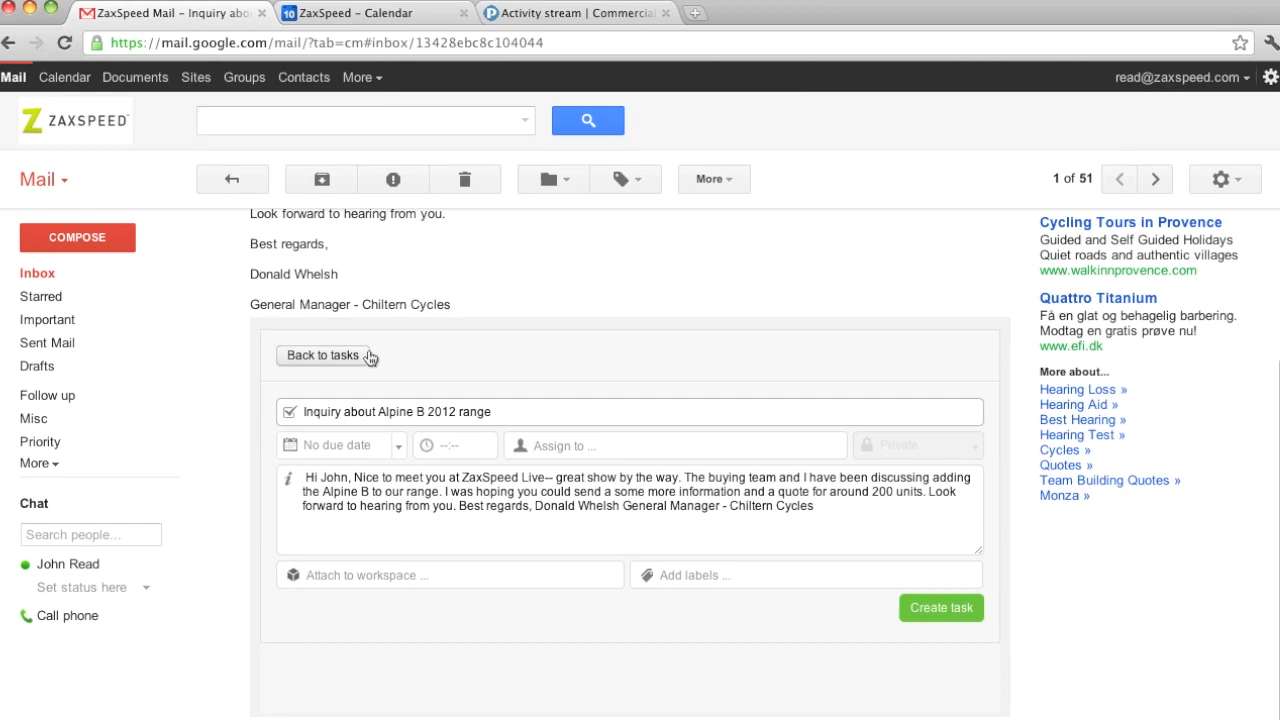 ZaxSpeed Mail – Inquiry abou
ZaxSpeed – Calendar
Activity stream | Commercial
https://mail.google.com/mail/?tab=cm#inbox/13428ebc8c104044
Mail Calendar Documents Sites Groups Contacts More
read@zaxspeed.com
ZAXSPEED
Mail
More
1 of 51
Look forward to hearing from you.
COMPOSE
Best regards,
Inbox
Donald Whelsh
Starred
General Manager - Chiltern Cycles
Important
Sent Mail
Drafts
Follow up
Misc
Priority
More
Chat
Search people...
John Read
Set status here
Call phone
Back to tasks
Inquiry about Alpine B 2012 range
No due date
--:--
Assign to ...
Private
Hi John, Nice to meet you at ZaxSpeed Live-- great show by the way. The buying team and I have been discussing adding
the Alpine B to our range. I was hoping you could send a some more information and a quote for around 200 units. Look
forward to hearing from you. Best regards, Donald Whelsh General Manager - Chiltern Cycles
Attach to workspace ...
Add labels ...
Create task
Cycling Tours in Provence
Guided and Self Guided Holidays
Quiet roads and authentic villages
www.walkinnprovence.com
Quattro Titanium
Få en glat og behagelig barbering.
Modtag en gratis prøve nu!
www.efi.dk
More about...
Hearing Loss »
Hearing Aid »
Best Hearing »
Hearing Test »
Cycles »
Quotes »
Team Building Quotes »
Monza »